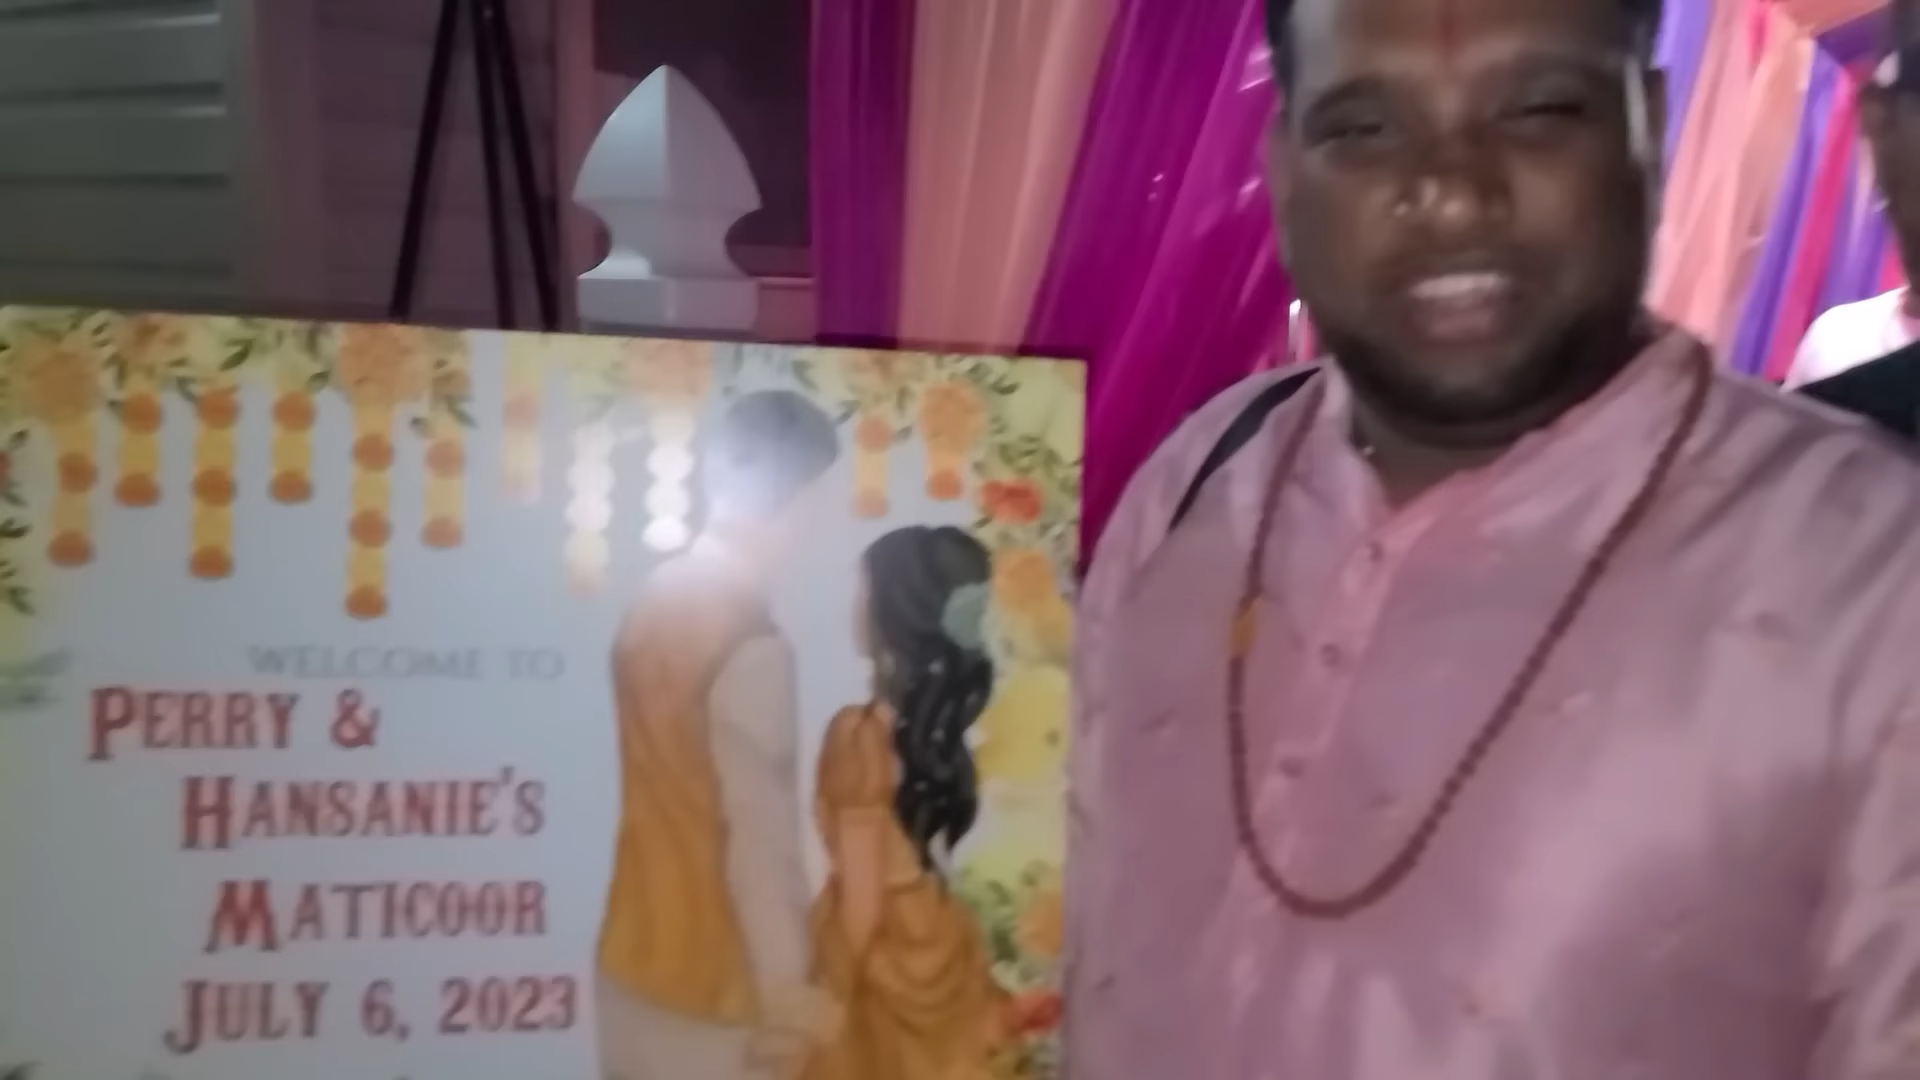 WELCOME TO
PERRY &
HANSANIE'S
MATICOOR
JULY 6, 2023